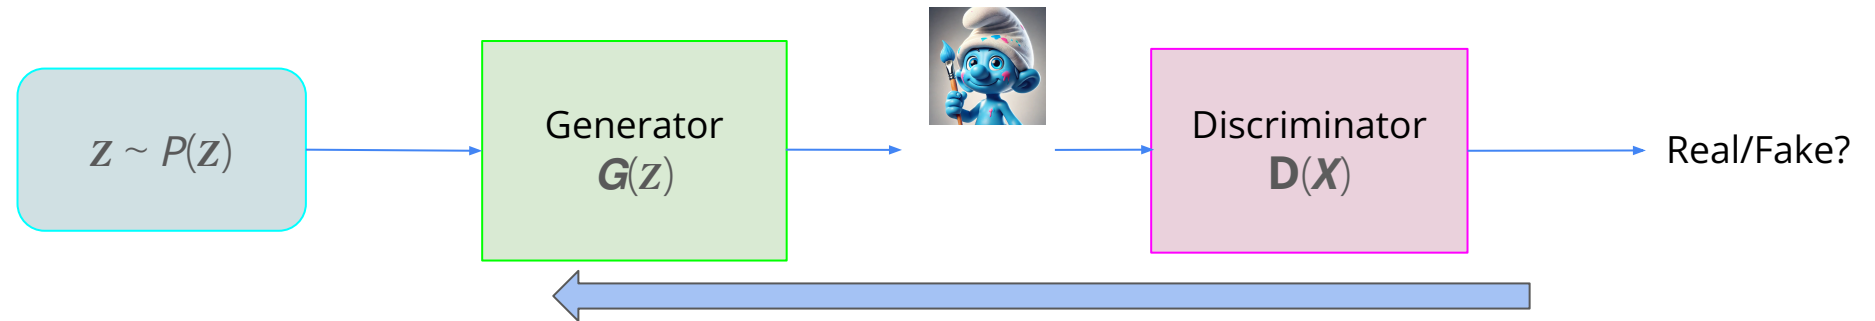 z ~ P(z)
Generator
G(z)
Discriminator
D(X)
Real/Fake?